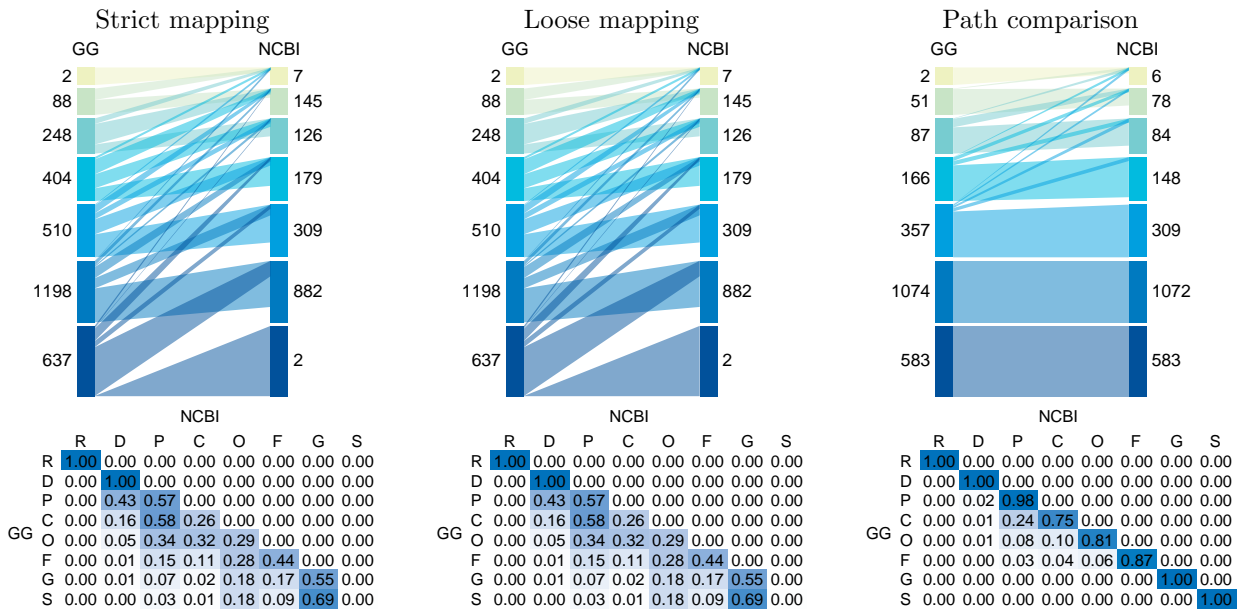 Strict mapping Loose mapping Path comparison
GG NCBI GG NCBI GG NCBI
2 7 2 7 2 6
88 145 88 145 51 78
248 126 248 126 87 84
404 179 404 179 166 148
510 309 510 309 357 309
1198 882 1198 882 1074 1072
637 2 637 2 583 583
NCBI NCBI NCBI
R D P C O F G S R D P C O F G S R D P C O F G S
R 1.00 0.00 0.00 0.00 0.00 0.00 0.00 0.00 R 1.00 0.00 0.00 0.00 0.00 0.00 0.00 0.00 R 1.00 0.00 0.00 0.00 0.00 0.00 0.00 0.00
D 0.00 1.00 0.00 0.00 0.00 0.00 0.00 0.00 D 0.00 1.00 0.00 0.00 0.00 0.00 0.00 0.00 D 0.00 1.00 0.00 0.00 0.00 0.00 0.00 0.00
P 0.00 0.43 0.57 0.00 0.00 0.00 0.00 0.00 P 0.00 0.43 0.57 0.00 0.00 0.00 0.00 0.00 P 0.00 0.02 0.98 0.00 0.00 0.00 0.00 0.00
C 0.00 0.16 0.58 0.26 0.00 0.00 0.00 0.00 C 0.00 0.16 0.58 0.26 0.00 0.00 0.00 0.00 C 0.00 0.01 0.24 0.75 0.00 0.00 0.00 0.00
GG O 0.00 0.05 0.34 0.32 0.29 0.00 0.00 0.00 GG O 0.00 0.05 0.34 0.32 0.29 0.00 0.00 0.00 GG O 0.00 0.01 0.08 0.10 0.81 0.00 0.00 0.00
F 0.00 0.01 0.15 0.11 0.28 0.44 0.00 0.00 F 0.00 0.01 0.15 0.11 0.28 0.44 0.00 0.00 F 0.00 0.00 0.03 0.04 0.06 0.87 0.00 0.00
G 0.00 0.01 0.07 0.02 0.18 0.17 0.55 0.00 G 0.00 0.01 0.07 0.02 0.18 0.17 0.55 0.00 G 0.00 0.00 0.00 0.00 0.00 0.00 1.00 0.00
S 0.00 0.00 0.03 0.01 0.18 0.09 0.69 0.00 S 0.00 0.00 0.03 0.01 0.18 0.09 0.69 0.00 S 0.00 0.00 0.00 0.00 0.00 0.00 0.00 1.00